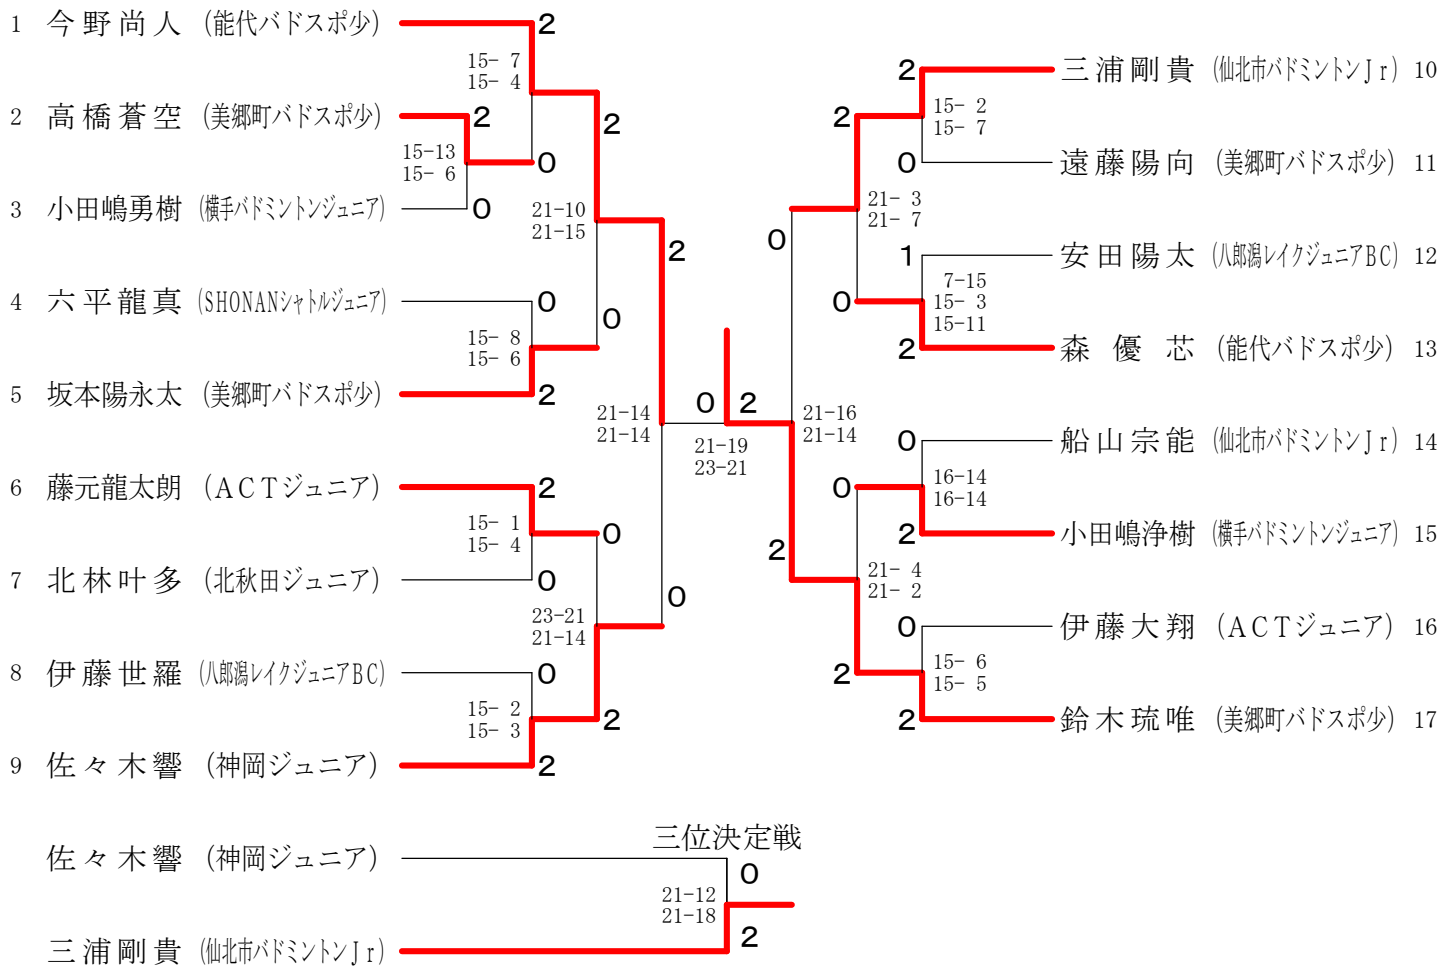 1 今野尚人 (能代バドスポ少) 2
15- 7
15- 4
2 高橋蒼空 (美郷町バドスポ少) 2
2
15-13
15- 6
0
3 小田嶋勇樹 (横手バドミントンジュニア) 0
21-10
21-15
2
4 六平龍真 (SHONANシャトルジュニア) 0
0
15- 8
15- 6
5 坂本陽永太 (美郷町バドスポ少) 2
21-14
21-14
6 藤元龍太朗 (ACTジュニア) 2
15- 1
15- 4
0
7 北林叶多 (北秋田ジュニア) 0
0
23-21
21-14
8 伊藤世羅 (八郎潟レイクジュニアBC) 0
15- 2
15- 3
2
9 佐々木響 (神岡ジュニア) 2
0 2
21-19
23-21
2 三浦剛貴 (仙北市バドミントンJr) 10
15- 2
15- 7
2
0 遠藤陽向 (美郷町バドスポ少) 11
21- 3
21- 7
0
1 安田陽太 (八郎潟レイクジュニアBC) 12
7-15
15- 3
15-11
0
2 森優芯 (能代バドスポ少) 13
21-16
21-14
0 船山宗能 (仙北市バドミントンJr) 14
16-14
16-14
0
2 小田嶋浄樹 (横手バドミントンジュニア) 15
2
21- 4
21- 2
0 伊藤大翔 (ACTジュニア) 16
15- 6
15- 5
2
2 鈴木琉唯 (美郷町バドスポ少) 17
三位決定戦
佐々木響 (神岡ジュニア) 0
21-12
21-18
三浦剛貴 (仙北市バドミントンJr) 2